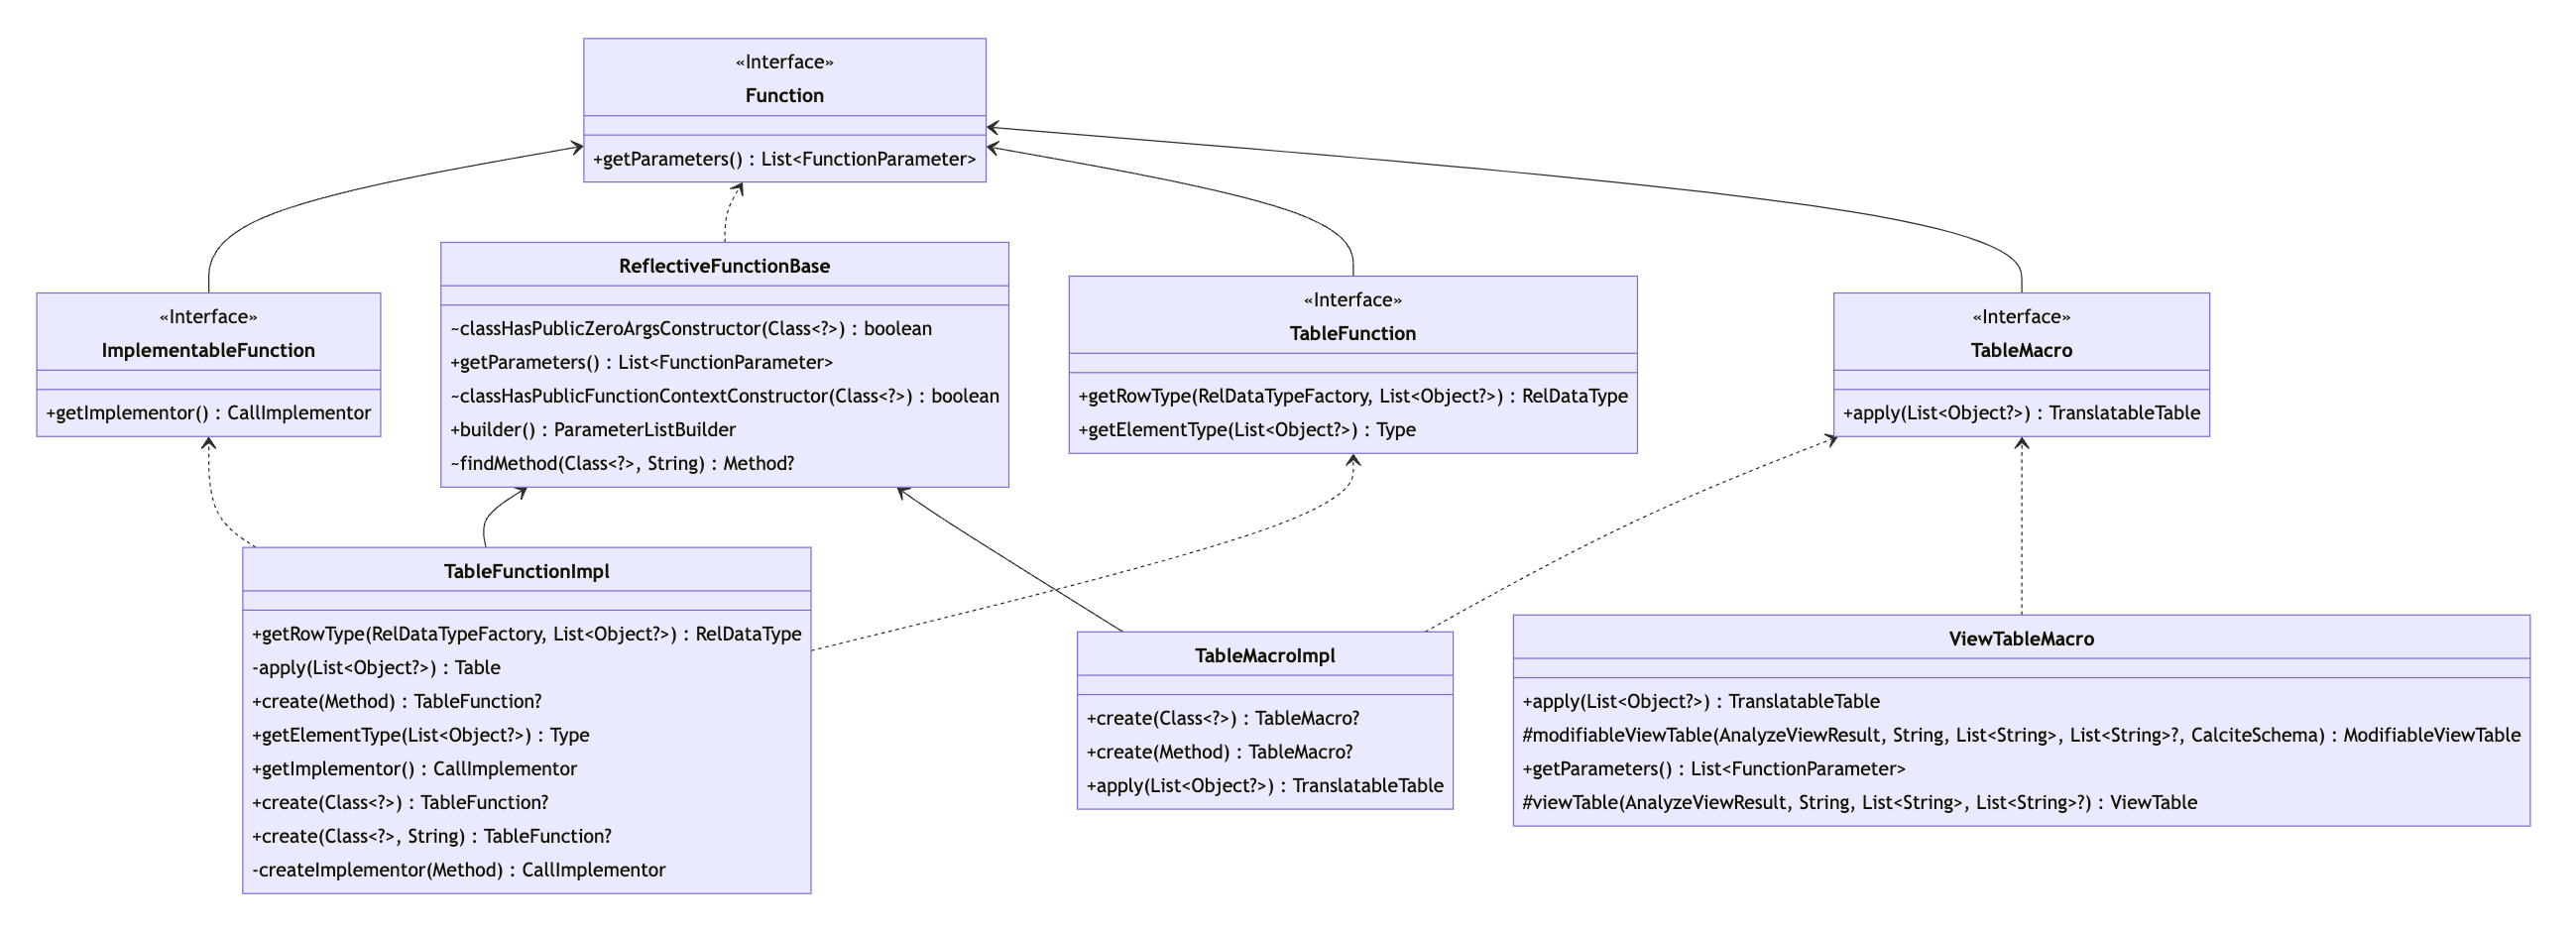 «Interface»
Function
+getParameters() : List<FunctionParameter>
«Interface»
ImplementableFunction
+getImplementor() : CallImplementor
ReflectiveFunctionBase
~classHasPublicZeroArgsConstructor(Class<?>) : boolean
+getParameters() : List<FunctionParameter>
~classHasPublicFunctionContextConstructor(Class<?>) : boolean
+builder() : ParameterListBuilder
~findMethod(Class<?>, String) : Method?
«Interface»
TableFunction
+getRowType(RelDataTypeFactory, List<Object?>) : RelDataType
+getElementType(List<Object?>) : Type
«Interface»
TableMacro
+apply(List<Object?>) : TranslatableTable
TableFunctionImpl
+getRowType(RelDataTypeFactory, List<Object?>) : RelDataType
-apply(List<Object?>) : Table
+create(Method) : TableFunction?
+getElementType(List<Object?>) : Type
+getImplementor() : CallImplementor
+create(Class<?>) : TableFunction?
+create(Class<?>, String) : TableFunction?
-createImplementor(Method) : CallImplementor
TableMacroImpl
+create(Class<?>) : TableMacro?
+create(Method) : TableMacro?
+apply(List<Object?>) : TranslatableTable
ViewTableMacro
+apply(List<Object?>) : TranslatableTable
#modifiableViewTable(AnalyzeViewResult, String, List<String>, List<String>?, CalciteSchema) : ModifiableViewTable
+getParameters() : List<FunctionParameter>
#viewTable(AnalyzeViewResult, String, List<String>, List<String>?) : ViewTable